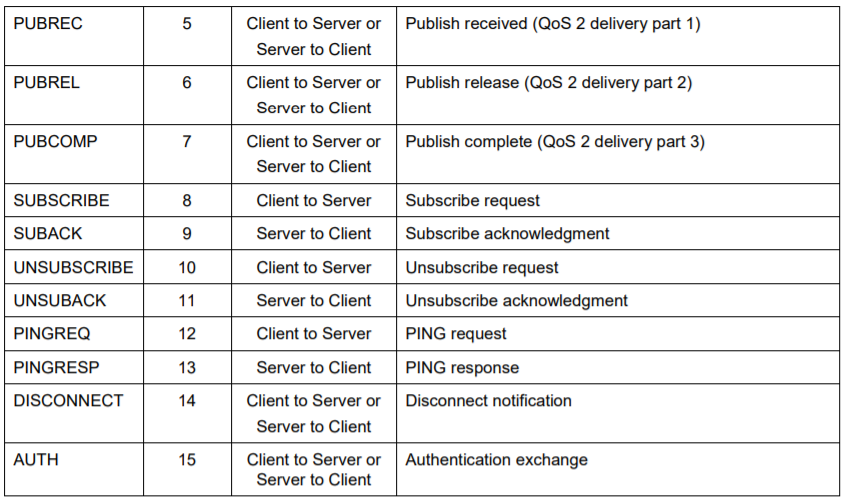 PUBREC 5 Client to Server or Publish received (QoS 2 delivery part 1)
Server to Client
PUBREL 6 Client to Server or Publish release (QoS 2 delivery part 2)
Server to Client
PUBCOMP 7 Client to Server or Publish complete (QoS 2 delivery part 3)
Server to Client
SUBSCRIBE 8 Client to Server Subscribe request
SUBACK 9 Server to Client Subscribe acknowledgment
UNSUBSCRIBE 10 Client to Server Unsubscribe request
UNSUBACK 11 Server to Client Unsubscribe acknowledgment
PINGREQ 12 Client to Server PING request
PINGRESP 13 Server to Client PING response
DISCONNECT 14 Client to Server or Disconnect notification
Server to Client
AUTH 15 Client to Server or Authentication exchange
Server to Client